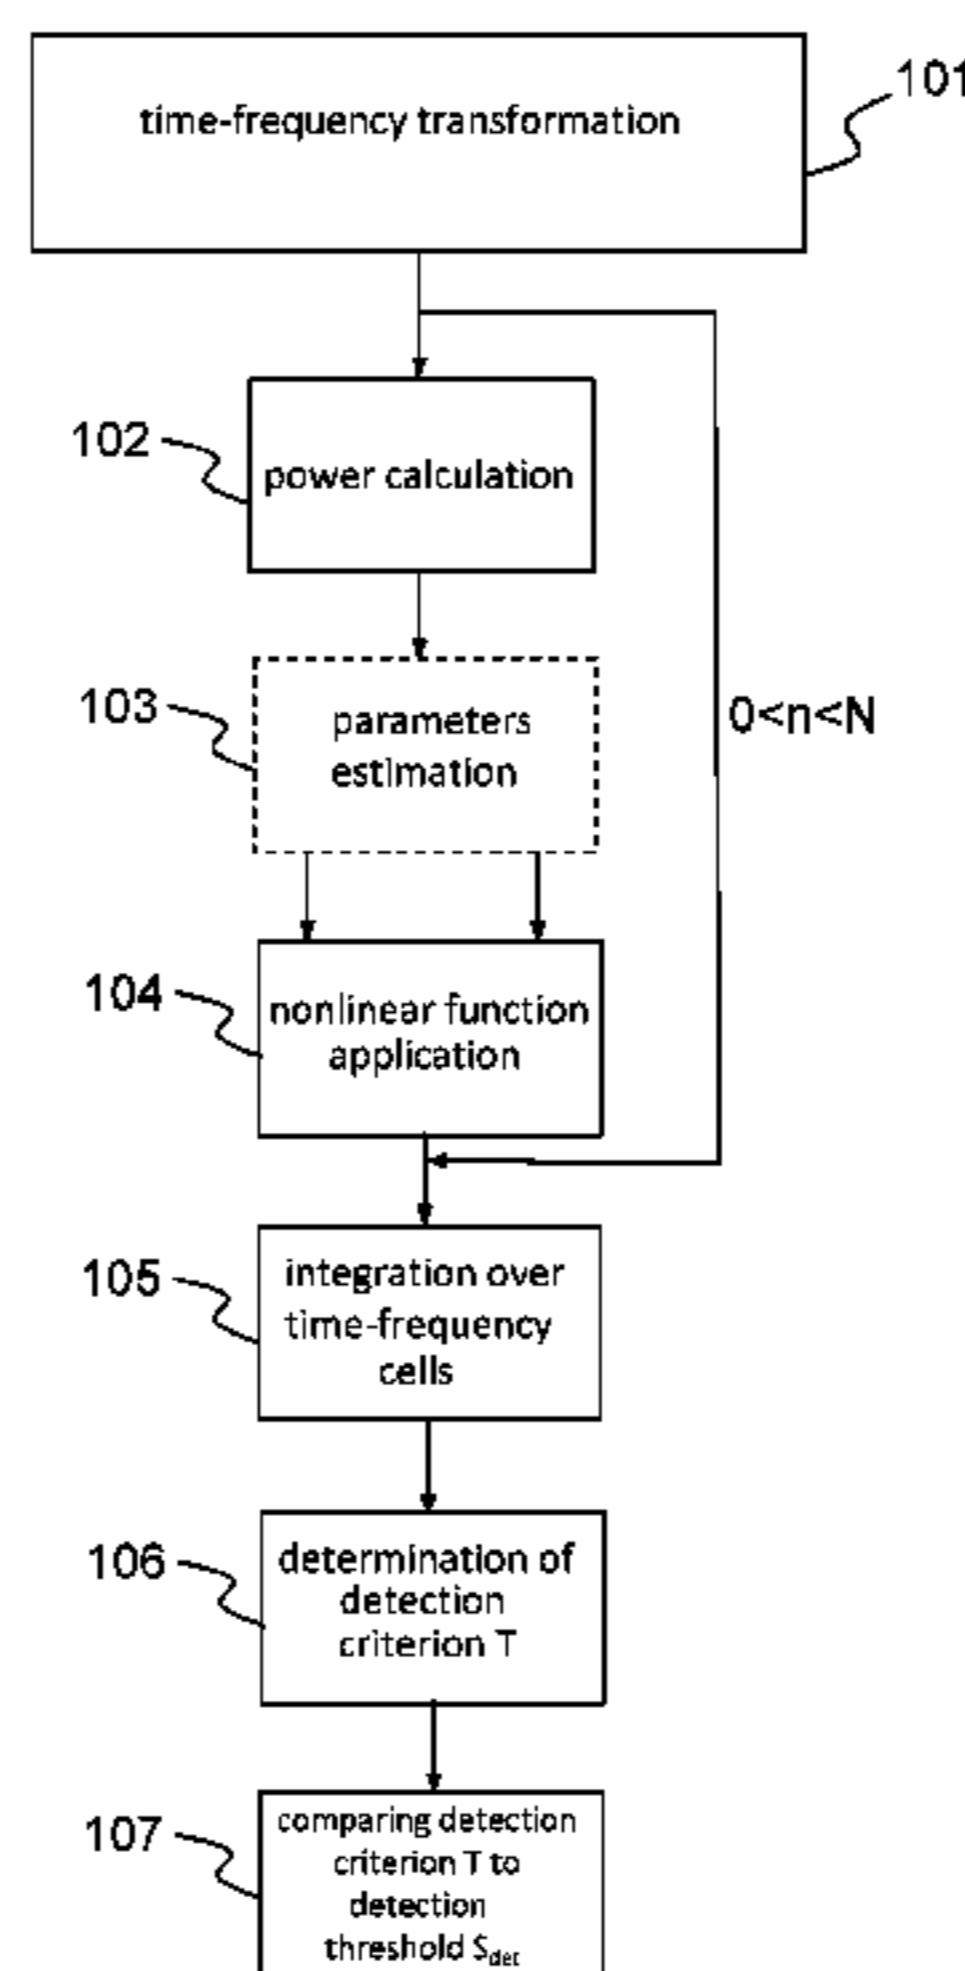 time-frequency transformation
101
102
power calculation
103
parameters
estimation
0<n<N
104
nonlinear function
application
105
integration over
time-frequency
cells
106
determination of
detection
criterion T
107
comparing detection
criterion T to
detection
threshold Sdet